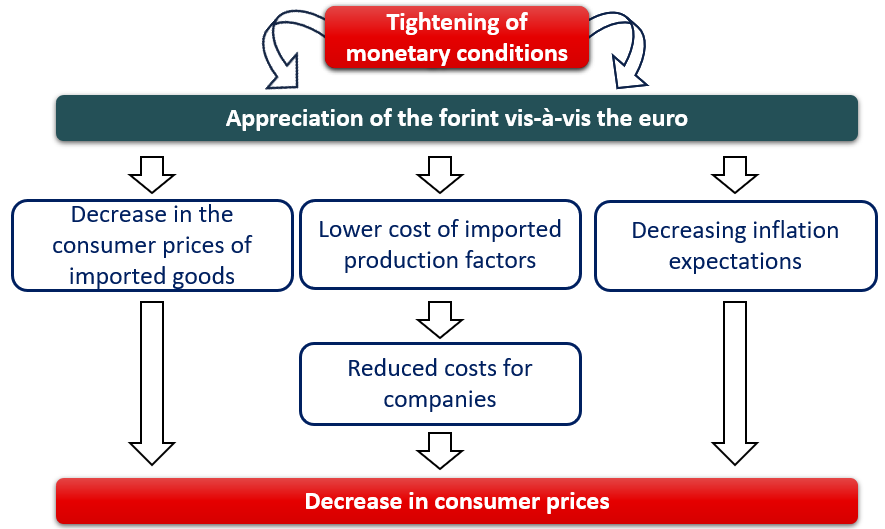 Tightening of
monetary conditions
Appreciation of the forint vis-à-vis the euro
Decrease in the
consumer prices of
imported goods
Lower cost of imported
production factors
Decreasing inflation
expectations
Reduced costs for
companies
Decrease in consumer prices